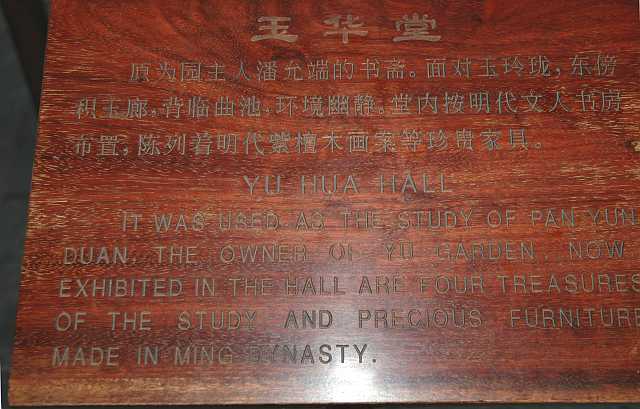 玉华堂
原为园主人潘允端的书斋。面对玉玲珑，东傍
积玉廊，背临曲池，环境幽静。堂内按明代文人书房
布置，陈列着明代紫檀木画案等珍贵家具。
YU HUA HALL
IT WAS USED AS THE STUDY OF PAN YUN
DUAN, THE OWNER OF YU GARDEN. NOW
EXHIBITED IN THE HALL ARE FOUR TREASURES
OF THE STUDY AND PRECIOUS FURNITURE
MADE IN MING DYNASTY.